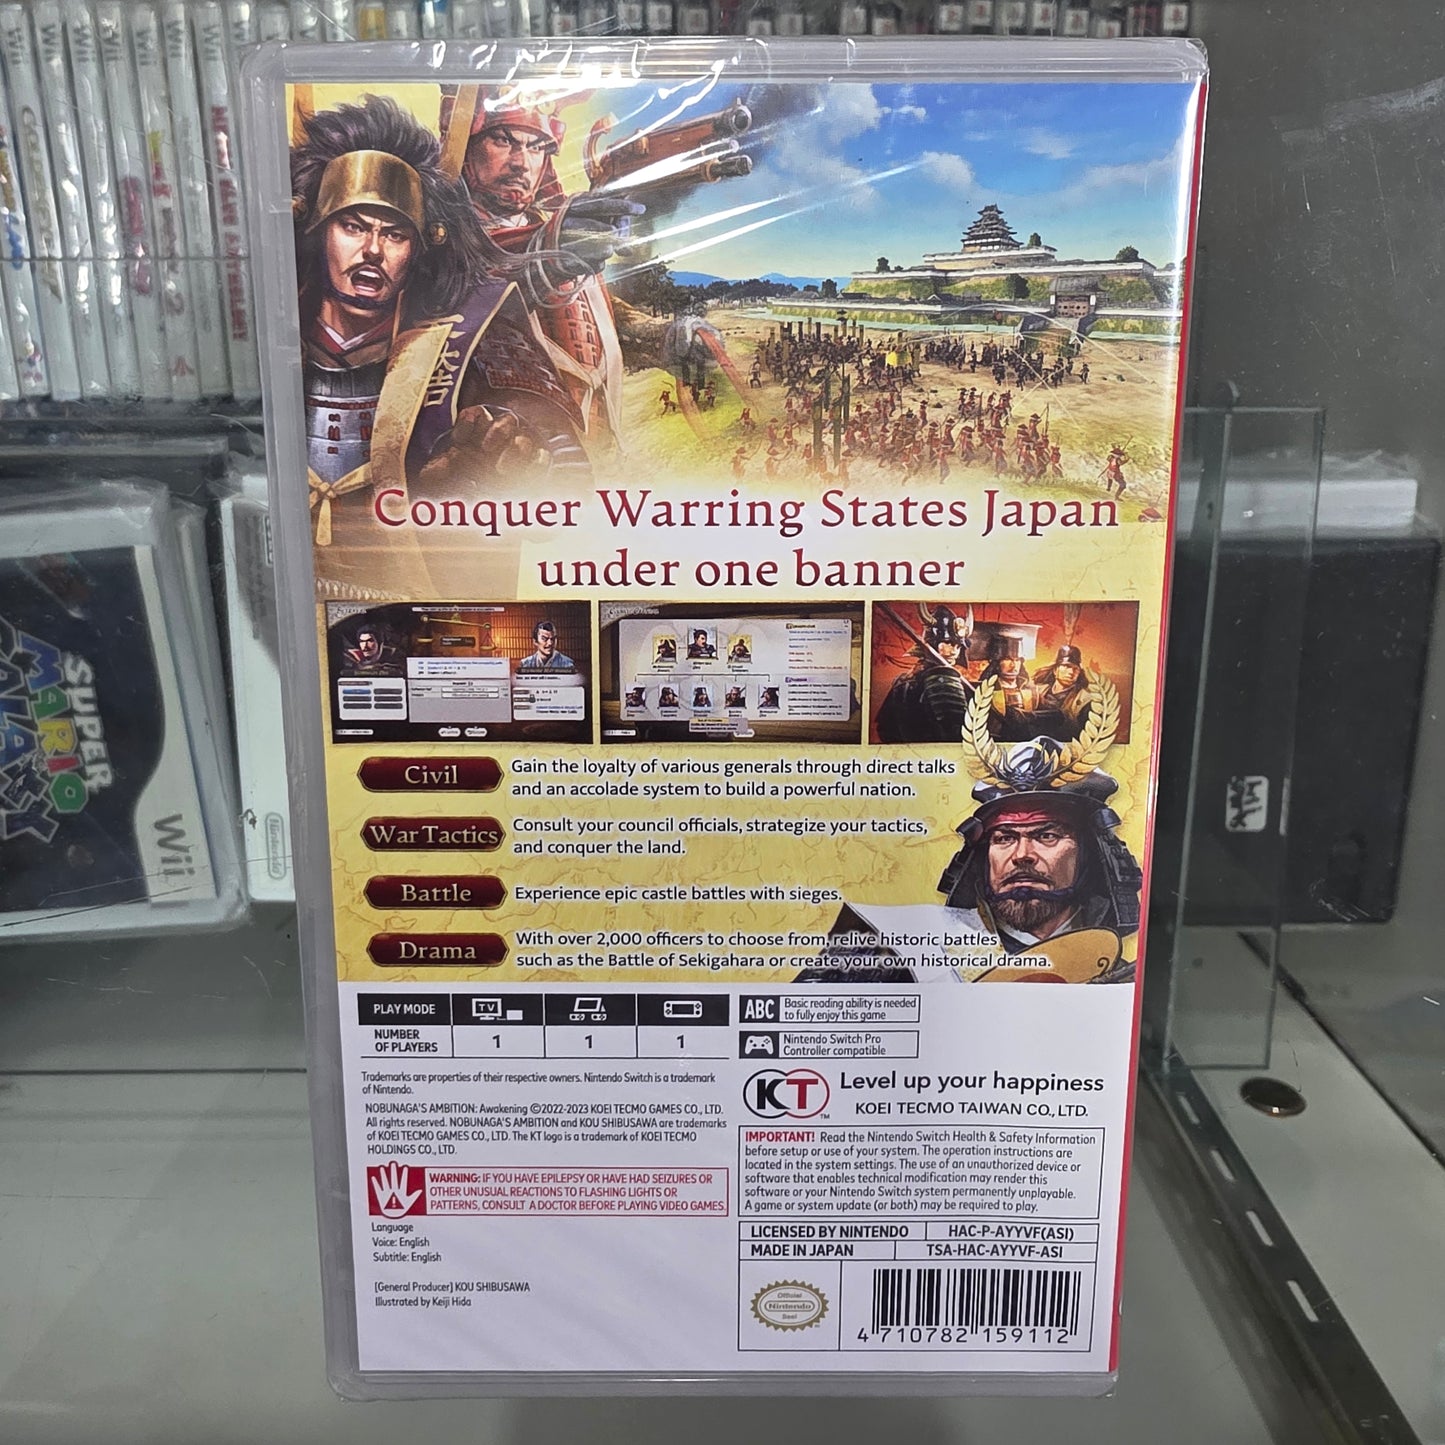 Conquer Warring States Japan
under one banner
Civil
Gain the loyalty of various generals through direct talks
and an accolade system to build a powerful nation.
War Tactics
Consult your council officials, strategize your tactics,
and conquer the land.
Battle
Experience epic castle battles with sieges.
Drama
With over 2,000 officers to choose from, relive historic battles
such as the Battle of Sekigahara or create your own historical drama.
PLAY MODE
TV
NUMBER
OF PLAYERS
1
1
1
ABC
Basic reading ability is needed
to fully enjoy this game
Nintendo Switch Pro
Controller compatible
Trademarks are properties of their respective owners. Nintendo Switch is a trademark
of Nintendo.
NOBUNAGA'S AMBITION: Awakening ©2022-2023 KOEI TECMO GAMES CO., LTD.
All rights reserved. NOBUNAGA'S AMBITION and KOU SHIBUSAWA are trademarks
of KOEI TECMO GAMES CO., LTD. The KT logo is a trademark of KOEI TECMO
HOLDINGS CO., LTD.
KT
TM
Level up your happiness
KOEI TECMO TAIWAN CO., LTD.
WARNING: IF YOU HAVE EPILEPSY OR HAVE HAD SEIZURES OR
OTHER UNUSUAL REACTIONS TO FLASHING LIGHTS OR
PATTERNS, CONSULT A DOCTOR BEFORE PLAYING VIDEO GAMES.
IMPORTANT! Read the Nintendo Switch Health & Safety Information
before setup or use of your system. The operation instructions are
located in the system settings. The use of an unauthorized device or
software that enables technical modification may render this
software or your Nintendo Switch system permanently unplayable.
A game or system update (or both) may be required to play.
Language
Voice: English
Subtitle: English
[General Producer] KOU SHIBUSAWA
Illustrated by Keiji Hida
LICENSED BY NINTENDO
HAC-P-AYYVF(ASI)
MADE IN JAPAN
TSA-HAC-AYYVF-ASI
Official
Nintendo
Seal
4 710782 159112
SUPER
MARIO
GALAXY
Wii
Nintendo